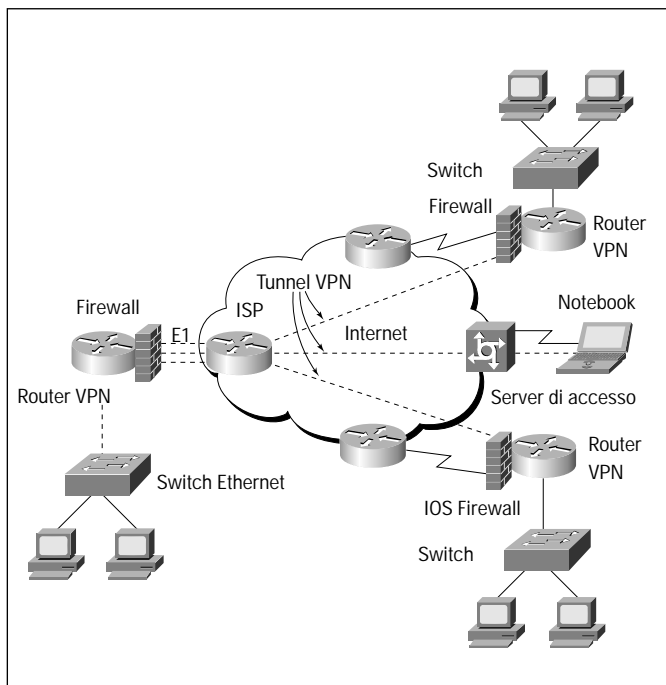 Switch
Firewall
Router
VPN
Tunnel VPN
ISP
Firewall
E1
Internet
Notebook
Router VPN
Server di accesso
Router
VPN
Switch Ethernet
IOS Firewall
Switch